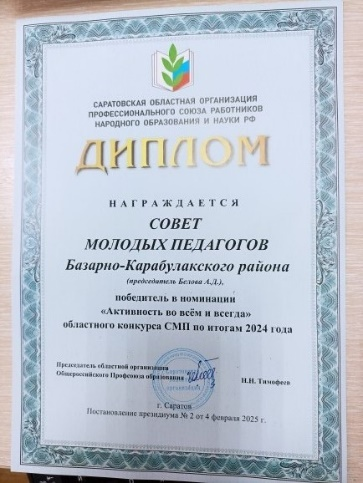 САРАТОВСКАЯ ОБЛАСТНАЯ ОРГАНИЗАЦИЯ
ПРОФЕССИОНАЛЬНОГО СОЮЗА РАБОТНИКОВ
НАРОДНОГО ОБРАЗОВАНИЯ И НАУКИ РФ
ДИПЛОМ
НАГРАЖДАЕТСЯ
СОВЕТ
МОЛОДЫХ ПЕДАГОГОВ
Базарно-Карабулакского района
(председатель Белова А.Д.),
победитель в номинации
«Активность во всём и всегда»
областного конкурса СМП по итогам 2024 года
Председатель областной организации
Общероссийского Профсоюза образования
Н.Н. Тимофеев
г. Саратов
Постановление президиума № 2 от 4 февраля 2025 г.